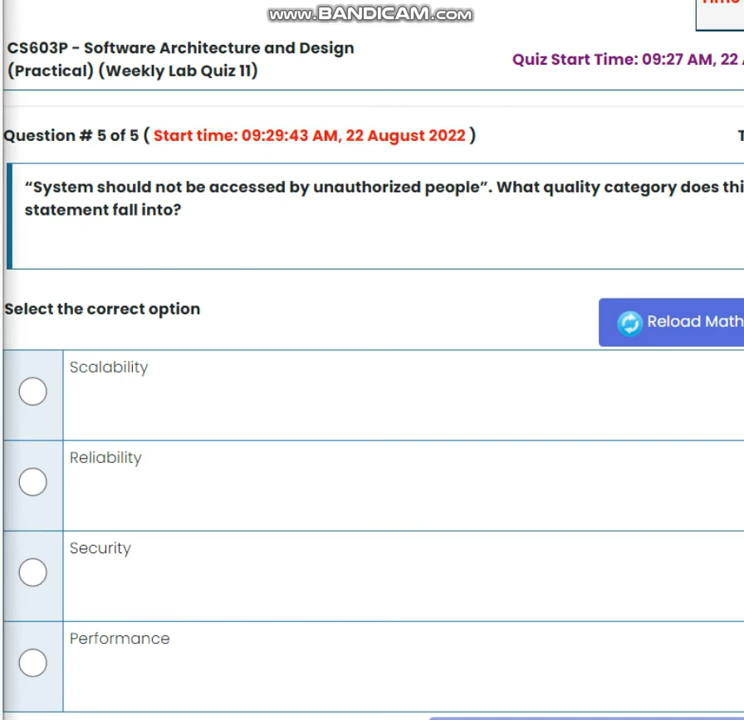 www.BANDICAM.com
CS603P - Software Architecture and Design
(Practical) (Weekly Lab Quiz 11)
Quiz Start Time: 09:27 AM, 22
Question # 5 of 5 ( Start time: 09:29:43 AM, 22 August 2022 )
“System should not be accessed by unauthorized people”. What quality category does thi
statement fall into?
Select the correct option
Reload Math
Scalability
Reliability
Security
Performance